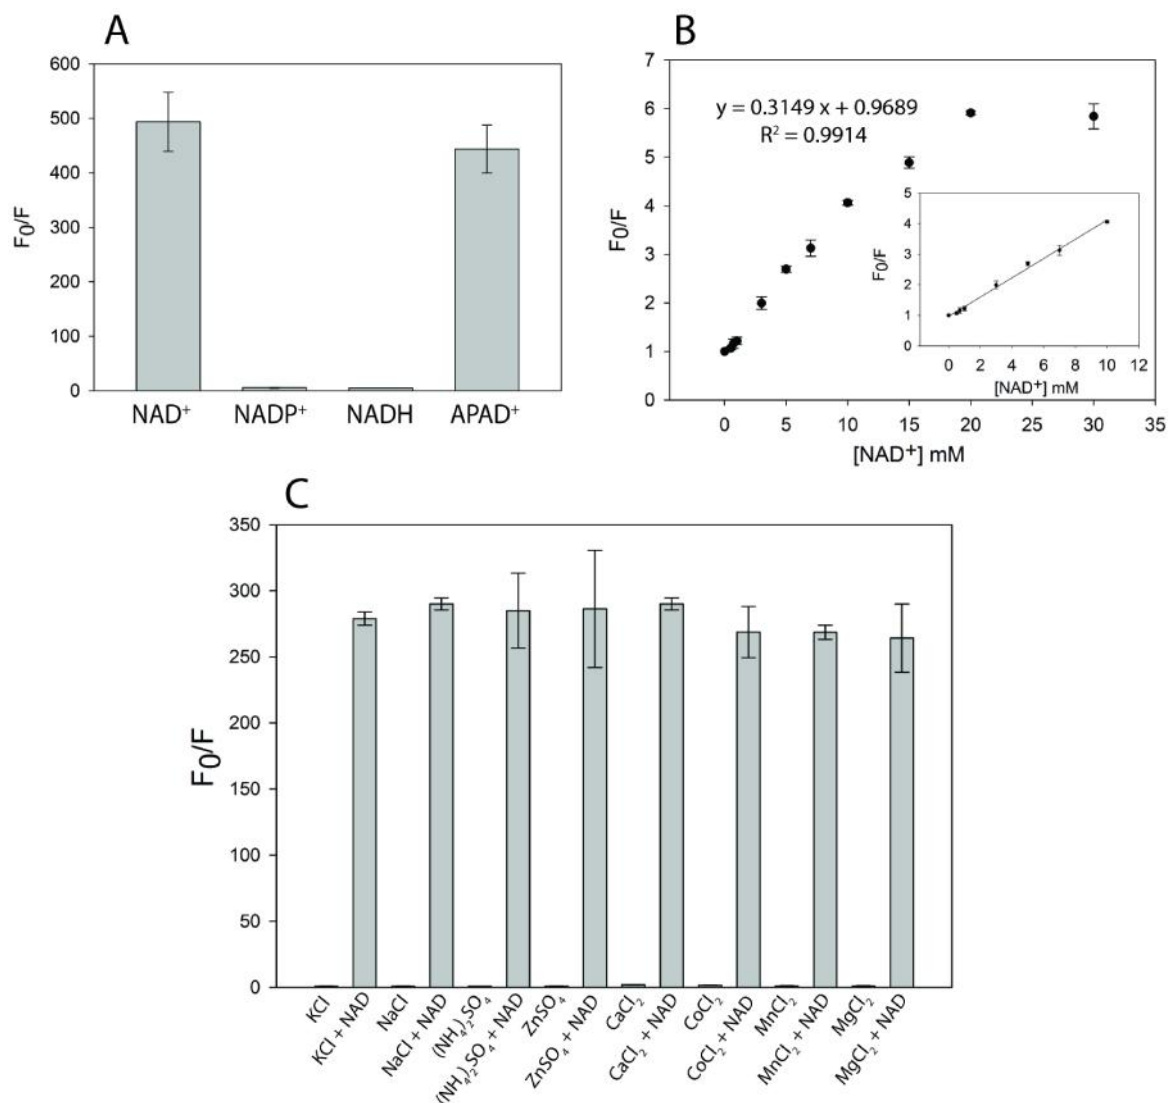 A
600
500
400
300
200
100
0
F₀/F
NAD⁺ NADP⁺ NADH APAD⁺
B
7
6
5
4
3
2
1
0
F₀/F
y = 0.3149 x + 0.9689
R² = 0.9914
5
4
3
2
1
0
F₀/F
0 2 4 6 8 10 12
[NAD⁺] mM
0 5 10 15 20 25 30 35
[NAD⁺] mM
C
350
300
250
200
150
100
50
0
F₀/F
KCl
KCl + NAD
NaCl
NaCl + NAD
(NH₄)₂SO₄
(NH₄)₂SO₄ + NAD
ZnSO₄
ZnSO₄ + NAD
CaCl₂
CaCl₂ + NAD
CoCl₂
CoCl₂ + NAD
MnCl₂
MnCl₂ + NAD
MgCl₂
MgCl₂ + NAD